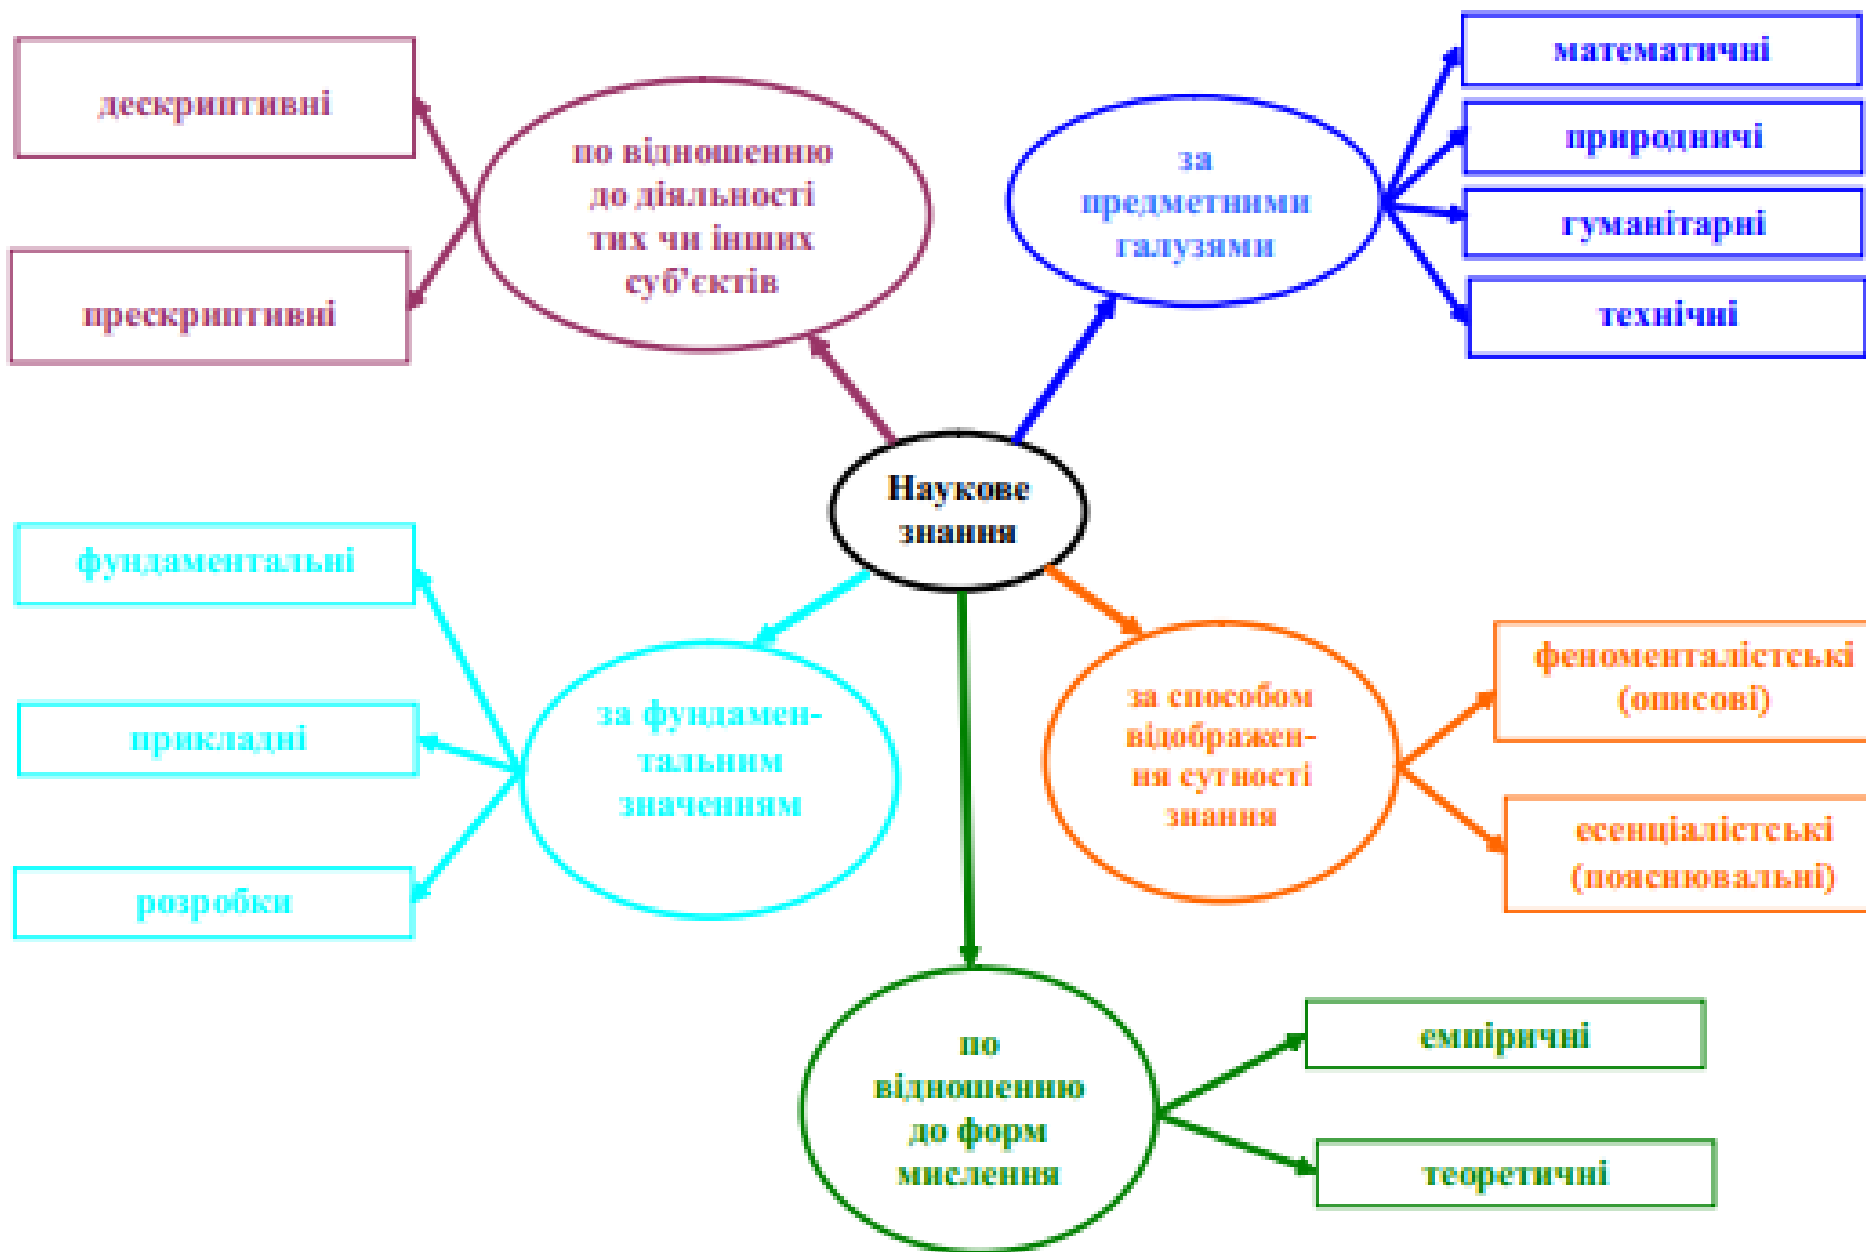 дескриптивні
прескриптивні
по відношенню
до діяльності
тих чи інших
суб'єктів
за
предметними
галузями
математичні
природничі
гуманітарні
технічні
Наукове
знання
фундаментальні
прикладні
розробки
за фундамен-
тальним
значенням
за способом
відображен-
ня сутності
знання
феноменталістські
(описові)
есенціалістські
(пояснювальні)
по
відношенню
до форм
мислення
емпіричні
теоретичні